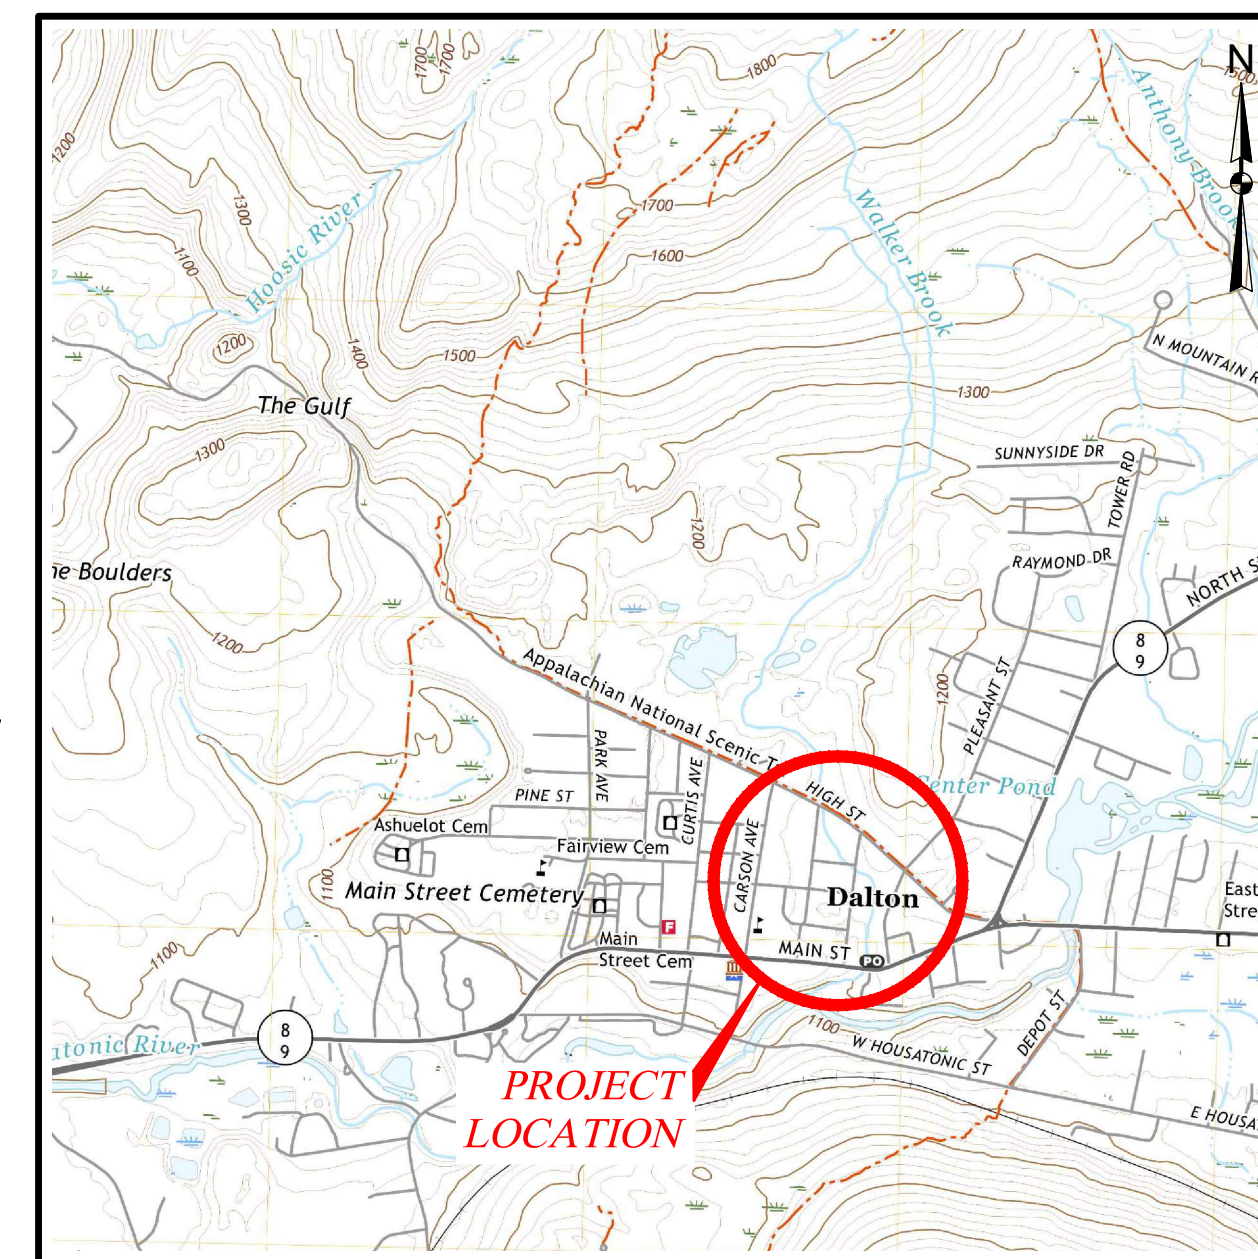 N
1700
1700
1800
1500
Anthony Brook
1200
1300
1100
Hoosic River
Walker Brook
1700
1600
1200
1400
1500
N MOUNTAIN R
The Gulf
1300
1300
SUNNYSIDE DR
TOWER RD
1200
RAYMOND DR
ne Boulders
NORTH S
1200
8
9
Appalachian National Scenic T
1200
PLEASANT ST
PARK AVE
CURTIS AVE
Center Pond
PINE ST
HIGH ST
Ashuelot Cem
CARSON AVE
Fairview Cem
Main Street Cemetery
1100
Dalton
East
Stre
F
Main
Street Cem
MAIN ST
PO
1100
8
9
atonic River
1100
DEPOT ST
W HOUSATONIC ST
PROJECT
LOCATION
E HOUSA